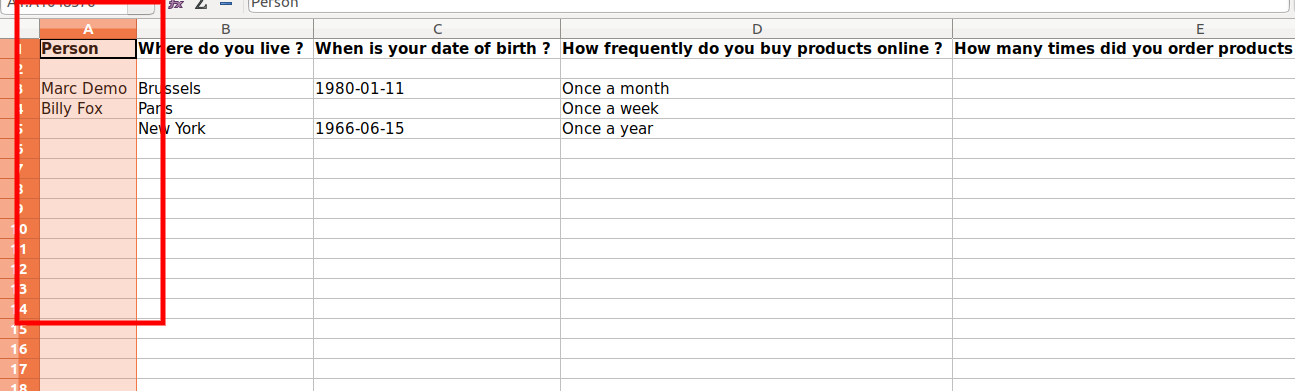 Person
A B C D E
1 Person Where do you live ? When is your date of birth ? How frequently do you buy products online ? How many times did you order products
2
3 Marc Demo Brussels 1980-01-11 Once a month
4 Billy Fox Paris Once a week
5 New York 1966-06-15 Once a year
6
7
8
9
10
11
12
13
14
15
16
17
18